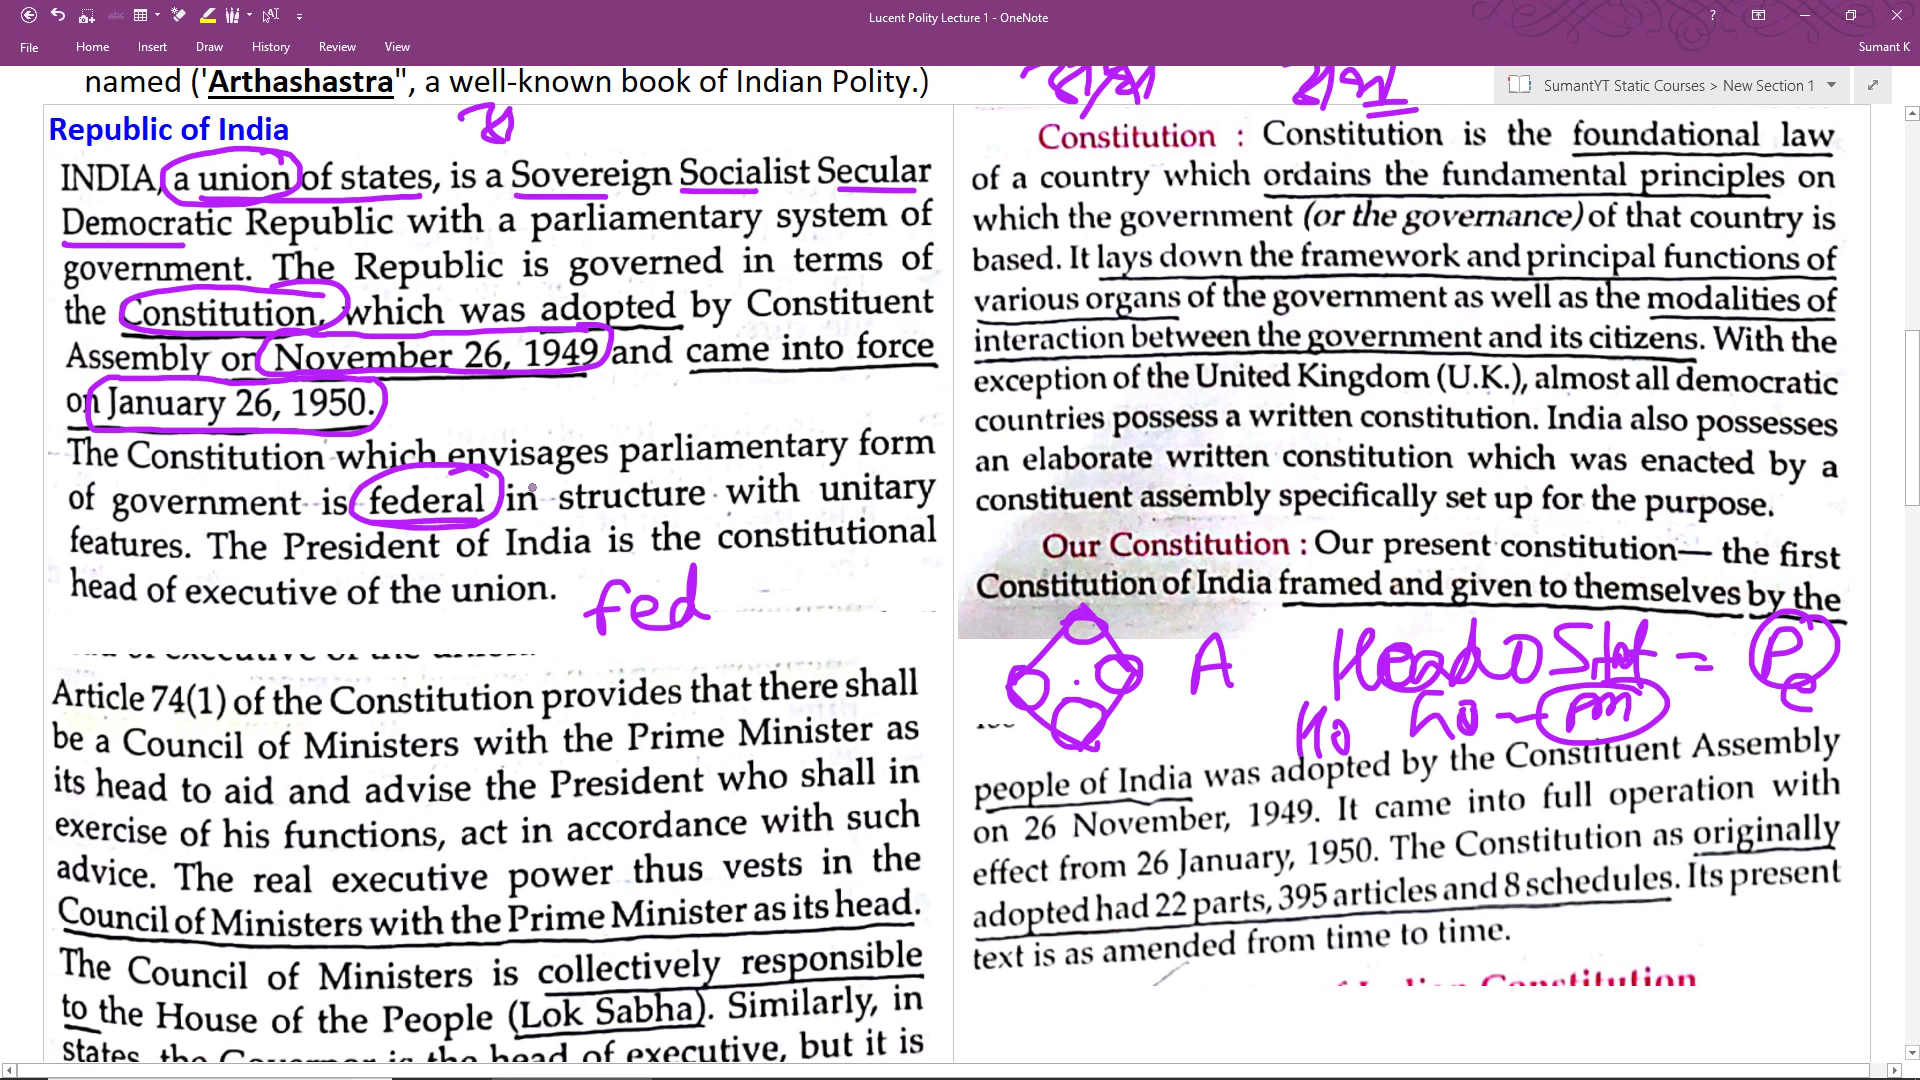 Lucent Polity Lecture 1 - OneNote
File Home Insert Draw History Review View
Sumant K
SumantYT Static Courses > New Section 1
named ('Arthashastra", a well-known book of Indian Polity.)
Republic of India
INDIA, a union of states, is a Sovereign Socialist Secular
Democratic Republic with a parliamentary system of
government. The Republic is governed in terms of
the Constitution, which was adopted by Constituent
Assembly on November 26, 1949 and came into force
on January 26, 1950.
The Constitution which envisages parliamentary form
of government is federal in structure with unitary
features. The President of India is the constitutional
head of executive of the union.
fed
Article 74(1) of the Constitution provides that there shall
be a Council of Ministers with the Prime Minister as
its head to aid and advise the President who shall in
exercise of his functions, act in accordance with such
advice. The real executive power thus vests in the
Council of Ministers with the Prime Minister as its head.
The Council of Ministers is collectively responsible
to the House of the People (Lok Sabha). Similarly, in
states, the Governor is the head of executive, but it is
Constitution : Constitution is the foundational law
of a country which ordains the fundamental principles on
which the government (or the governance) of that country is
based. It lays down the framework and principal functions of
various organs of the government as well as the modalities of
interaction between the government and its citizens. With the
exception of the United Kingdom (U.K.), almost all democratic
countries possess a written constitution. India also possesses
an elaborate written constitution which was enacted by a
constituent assembly specifically set up for the purpose.
Our Constitution : Our present constitution— the first
Constitution of India framed and given to themselves by the
A Head O Stat = P
PM
people of India was adopted by the Constituent Assembly
on 26 November, 1949. It came into full operation with
effect from 26 January, 1950. The Constitution as originally
adopted had 22 parts, 395 articles and 8 schedules. Its present
text is as amended from time to time.